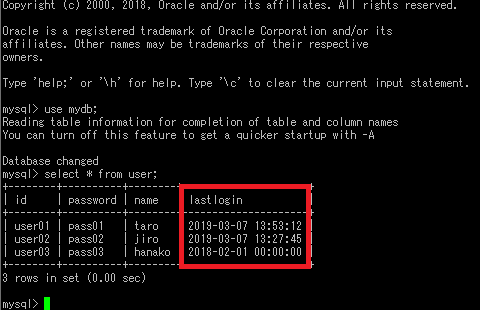 Copyright (c) 2000, 2018, Oracle and/or its affiliates. All rights reserved.
Oracle is a registered trademark of Oracle Corporation and/or its
affiliates. Other names may be trademarks of their respective
owners.
Type 'help;' or '\h' for help. Type '\c' to clear the current input statement.
mysql> use mydb;
Reading table information for completion of table and column names
You can turn off this feature to get a quicker startup with -A
Database changed
mysql> select * from user;
+--------+----------+--------+---------------------+
| id | password | name | lastlogin |
+--------+----------+--------+---------------------+
| user01 | pass01 | taro | 2019-03-07 13:53:12 |
| user02 | pass02 | jiro | 2019-03-07 13:27:45 |
| user03 | pass03 | hanako | 2018-02-01 00:00:00 |
+--------+----------+--------+---------------------+
3 rows in set (0.00 sec)
mysql>